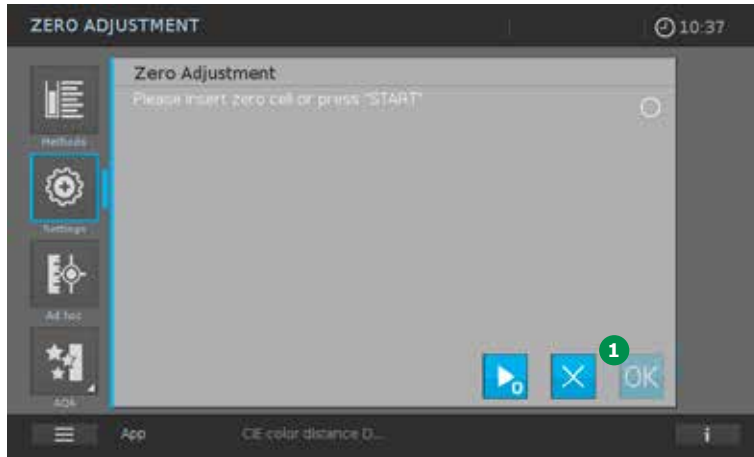 ZERO ADJUSTMENT
10:37
Zero Adjustment
Please insert zero cell or press "START"
Methods
Settings
Ad hoc
AQA
0
1
OK
App
CIE color distance D...
i